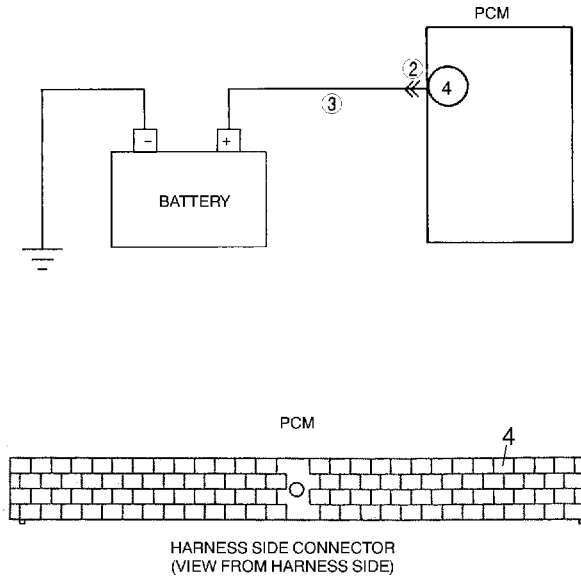 PCM
②
4
③
− +
BATTERY
PCM
4
HARNESS SIDE CONNECTOR
(VIEW FROM HARNESS SIDE)